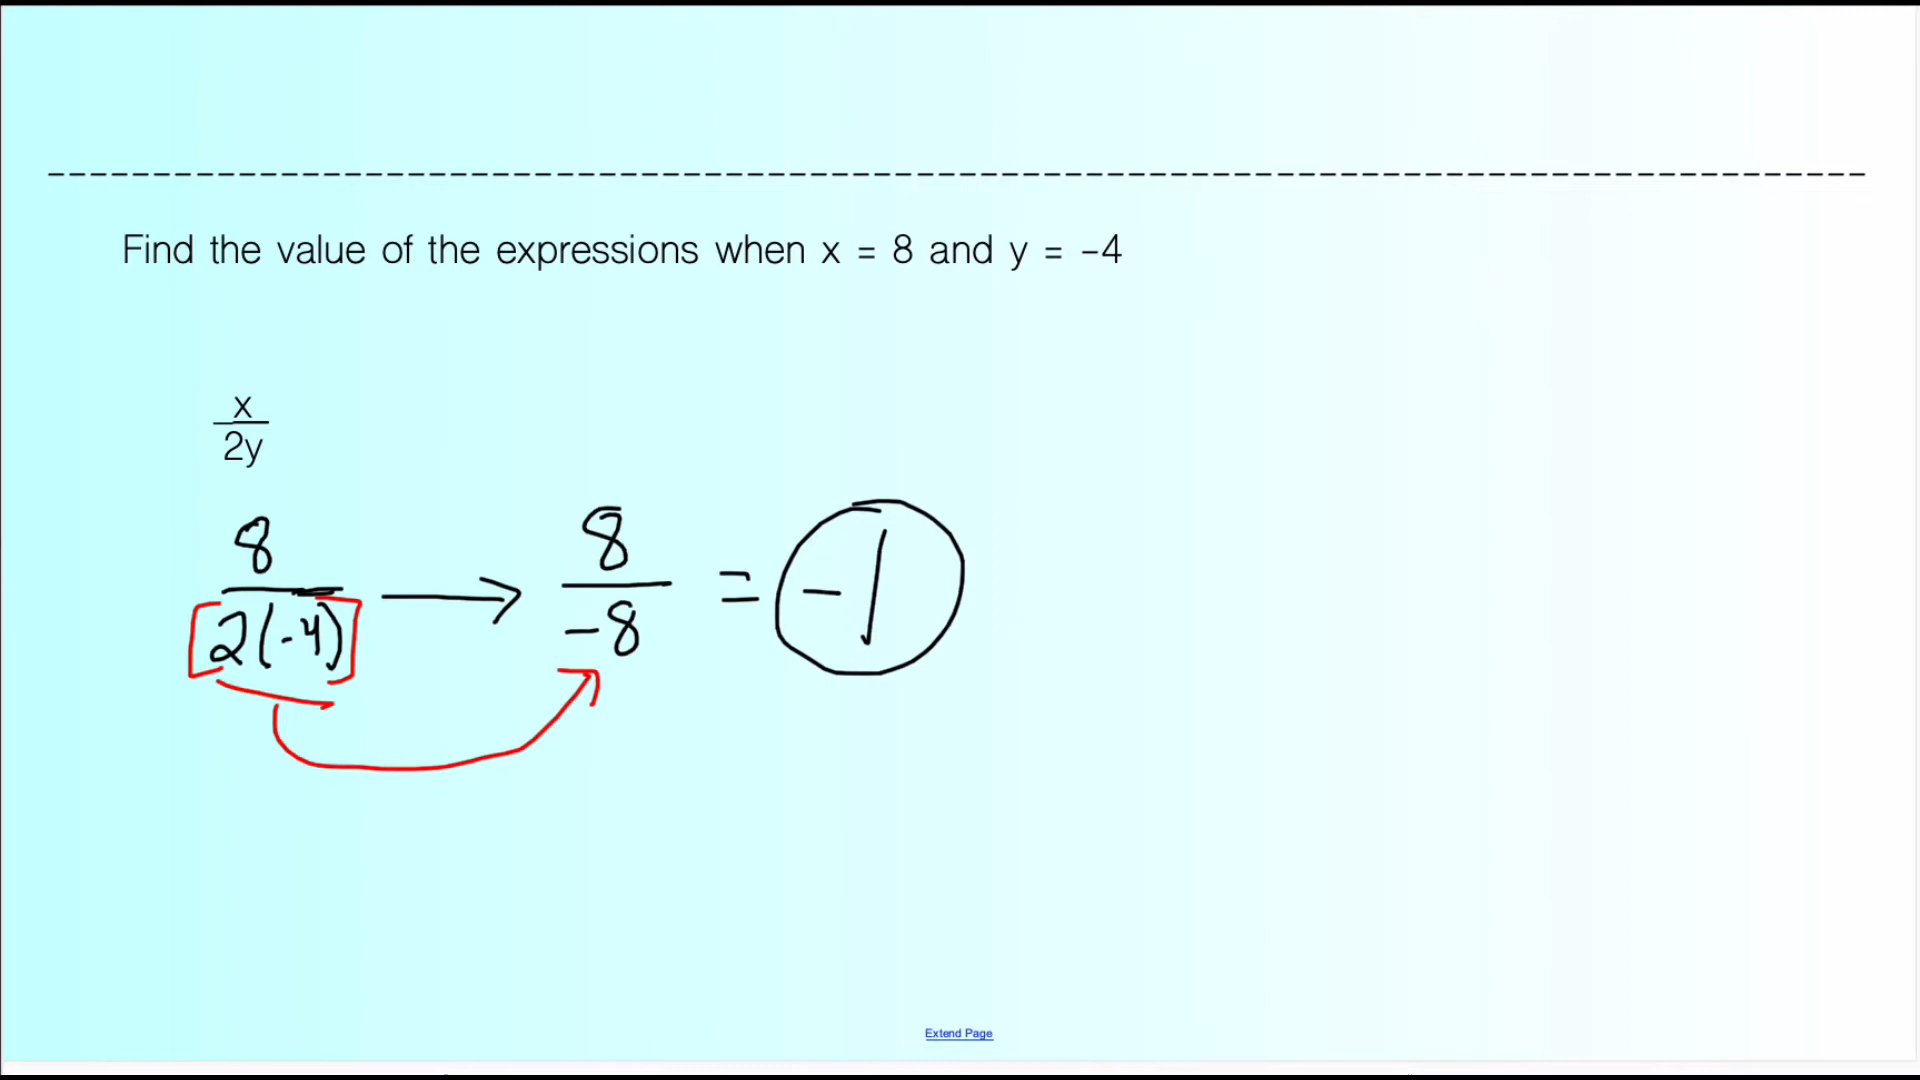 Find the value of the expressions when x = 8 and y = -4
x
2y
8
2(-4)
8
-8
= -1
Extend Page